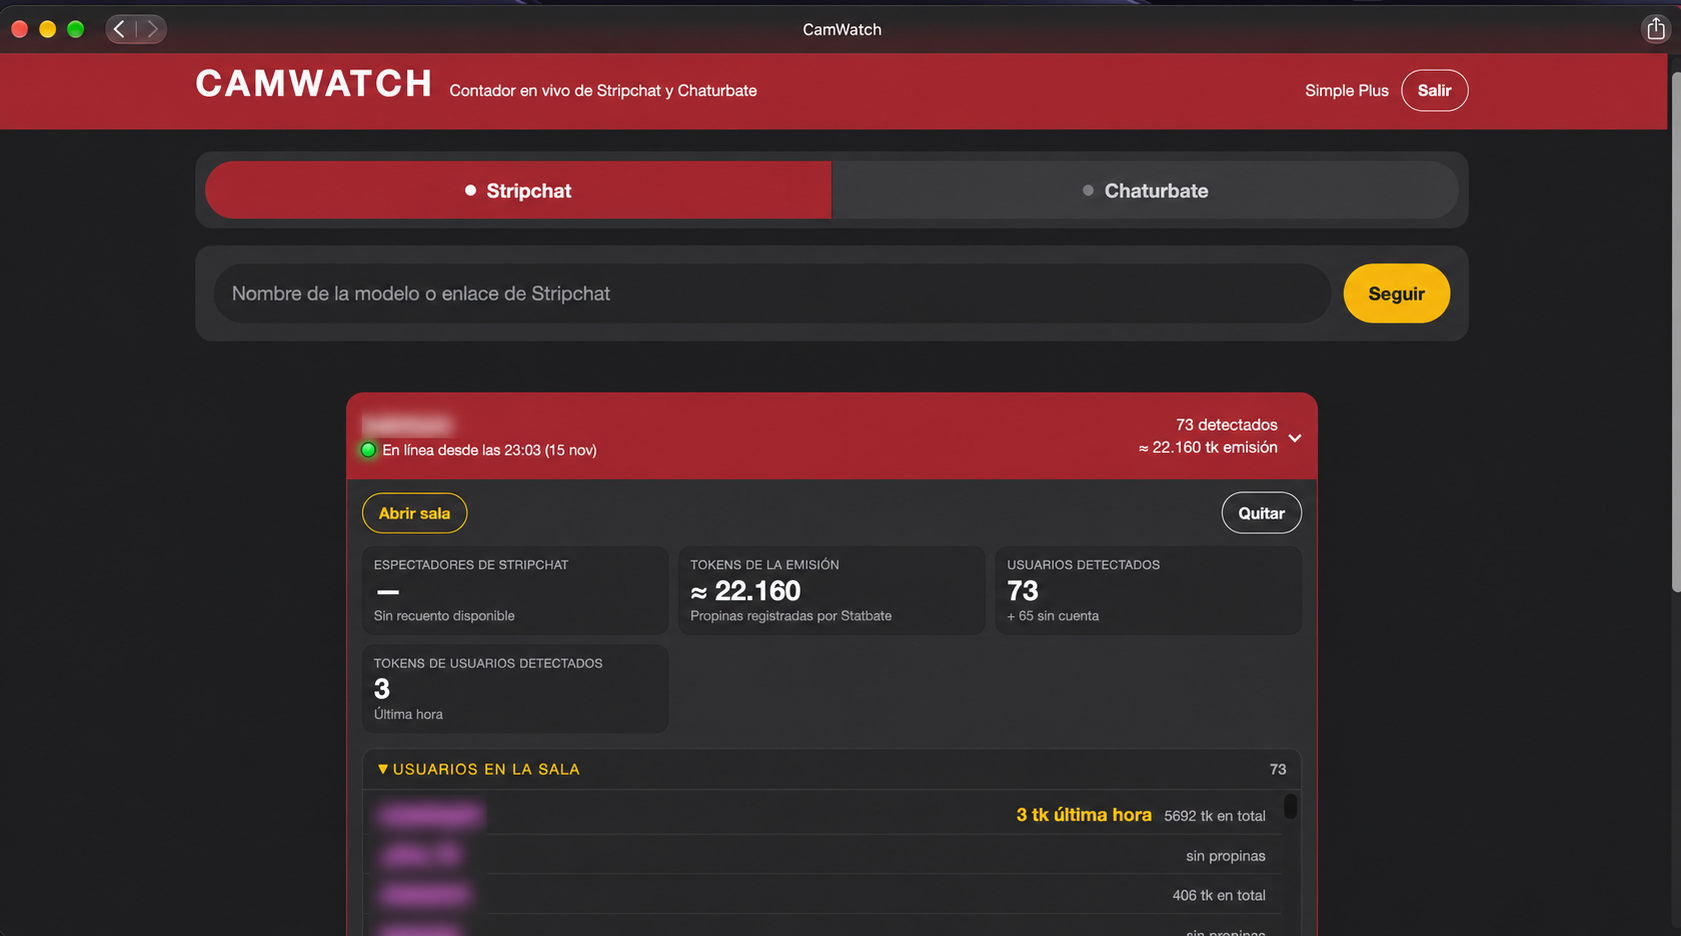 CamWatch
CAMWATCH
Contador en vivo de Stripchat y Chaturbate
Simple Plus
Salir
Stripchat
Chaturbate
Nombre de la modelo o enlace de Stripchat
Seguir
En línea desde las 23:03 (15 nov)
73 detectados
≈ 22.160 tk emisión
Abrir sala
Quitar
ESPECTADORES DE STRIPCHAT
—
Sin recuento disponible
TOKENS DE LA EMISIÓN
≈ 22.160
Propinas registradas por Statbate
USUARIOS DETECTADOS
73
+ 65 sin cuenta
TOKENS DE USUARIOS DETECTADOS
3
Última hora
▼ USUARIOS EN LA SALA
73
3 tk última hora 5692 tk en total
sin propinas
406 tk en total
sin propinas